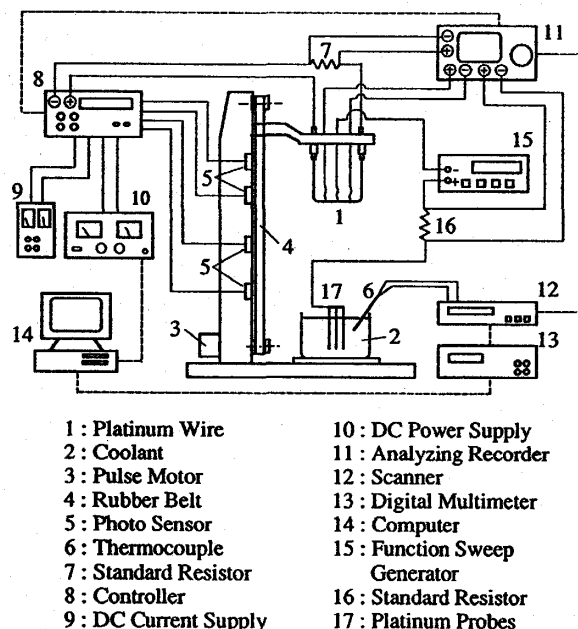 7
11
8
15
5
9
10
4
1
16
5
17
6
12
14
3
2
13
1 : Platinum Wire
2 : Coolant
3 : Pulse Motor
4 : Rubber Belt
5 : Photo Sensor
6 : Thermocouple
7 : Standard Resistor
8 : Controller
9 : DC Current Supply
10 : DC Power Supply
11 : Analyzing Recorder
12 : Scanner
13 : Digital Multimeter
14 : Computer
15 : Function Sweep
Generator
16 : Standard Resistor
17 : Platinum Probes